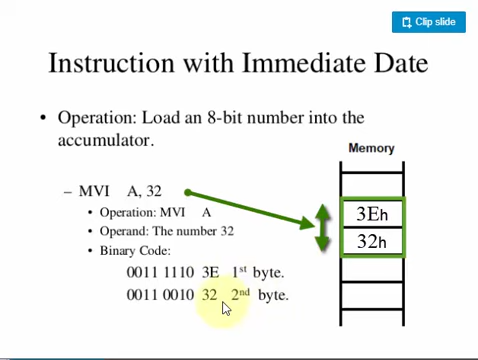 Clip slide
Instruction with Immediate Date
• Operation: Load an 8-bit number into the
accumulator.
– MVI A, 32
• Operation: MVI A
• Operand: The number 32
• Binary Code:
0011 1110 3E 1st byte.
0011 0010 32 2nd byte.
Memory
3Eh
32h